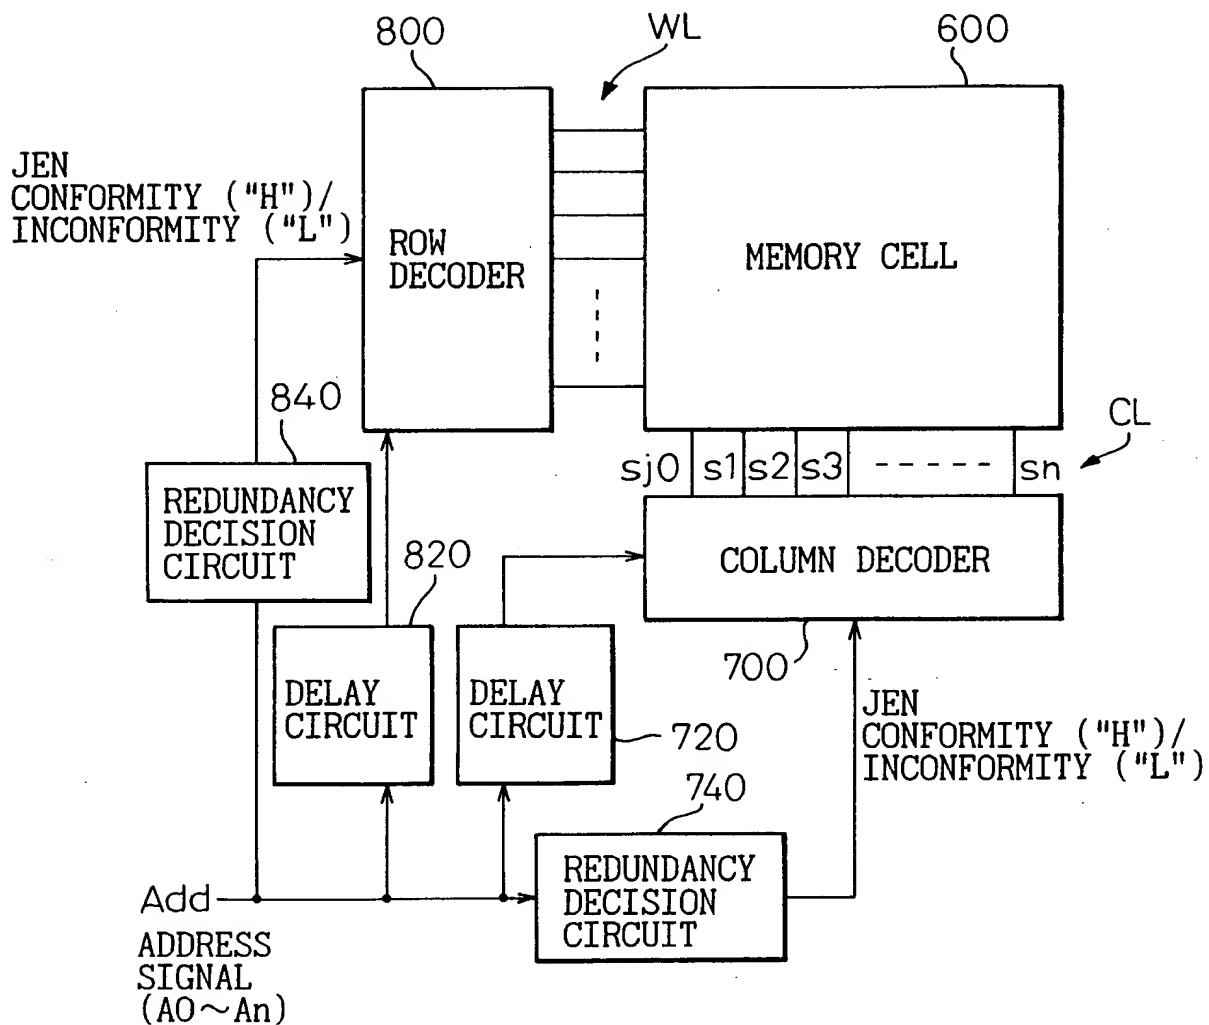 800
WL
600
JEN
CONFORMITY ("H")/
INCONFORMITY ("L")
ROW
DECODER
MEMORY CELL
840
CL
sj0 s1 s2 s3 ----- sn
REDUNDANCY
DECISION
CIRCUIT
820
COLUMN DECODER
700
DELAY
CIRCUIT
DELAY
CIRCUIT
720
JEN
CONFORMITY ("H")/
INCONFORMITY ("L")
740
REDUNDANCY
DECISION
CIRCUIT
Add
ADDRESS
SIGNAL
(A0~An)